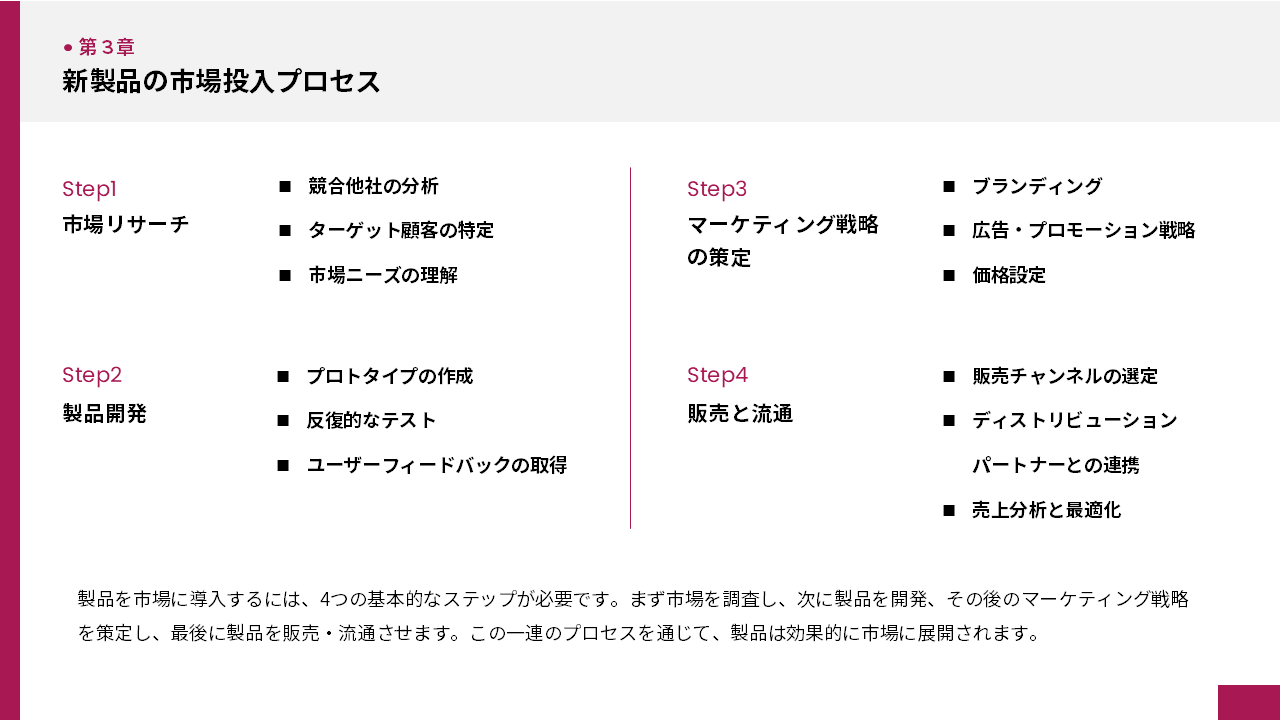 • 第３章
新製品の市場投入プロセス
Step1
市場リサーチ
■ 競合他社の分析
■ ターゲット顧客の特定
■ 市場ニーズの理解
Step2
製品開発
■ プロトタイプの作成
■ 反復的なテスト
■ ユーザーフィードバックの取得
Step3
マーケティング戦略
の策定
■ ブランディング
■ 広告・プロモーション戦略
■ 価格設定
Step4
販売と流通
■ 販売チャンネルの選定
■ ディストリビューション
パートナーとの連携
■ 売上分析と最適化
製品を市場に導入するには、4つの基本的なステップが必要です。まず市場を調査し、次に製品を開発、その後のマーケティング戦略
を策定し、最後に製品を販売・流通させます。この一連のプロセスを通じて、製品は効果的に市場に展開されます。